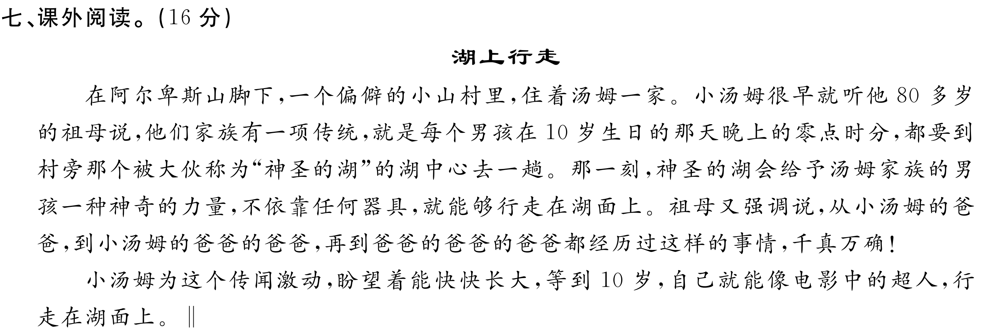 七、课外阅读。(16 分)
湖上行走
在阿尔卑斯山脚下,一个偏僻的小山村里,住着汤姆一家。小汤姆很早就听他 80 多岁
的祖母说,他们家族有一项传统,就是每个男孩在 10 岁生日的那天晚上的零点时分,都要到
村旁那个被大伙称为“神圣的湖”的湖中心去一趟。那一刻,神圣的湖会给予汤姆家族的男
孩一种神奇的力量,不依靠任何器具,就能够行走在湖面上。祖母又强调说,从小汤姆的爸
爸,到小汤姆的爸爸的爸爸,再到爸爸的爸爸的爸爸都经历过这样的事情,千真万确!
小汤姆为这个传闻激动,盼望着能快快长大,等到 10 岁,自己就能像电影中的超人,行
走在湖面上。‖